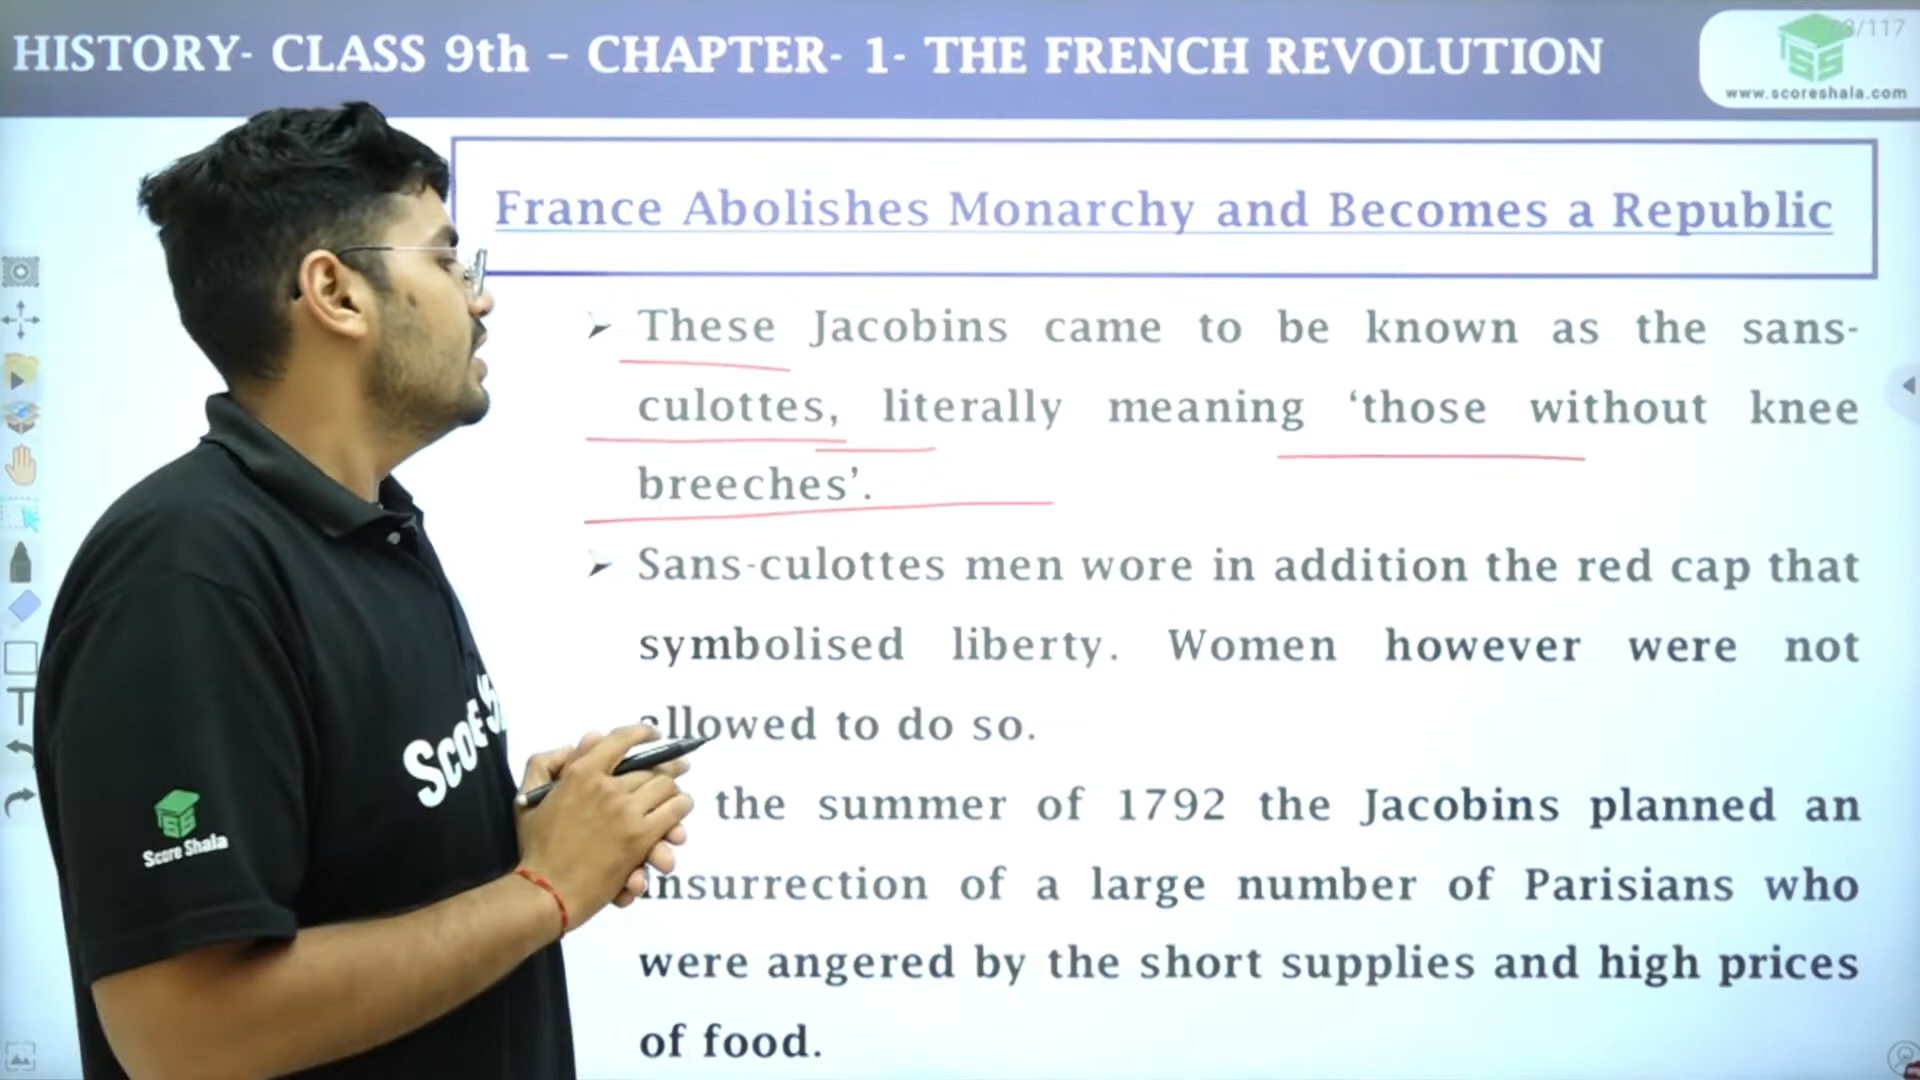 HISTORY- CLASS 9th – CHAPTER- 1- THE FRENCH REVOLUTION
/117
www.scoreshala.com
France Abolishes Monarchy and Becomes a Republic
➤ These Jacobins came to be known as the sans-
culottes, literally meaning ‘those without knee
breeches’.
➤ Sans-culottes men wore in addition the red cap that
symbolised liberty. Women however were not
allowed to do so.
the summer of 1792 the Jacobins planned an
insurrection of a large number of Parisians who
were angered by the short supplies and high prices
of food.
Score
Score Shala